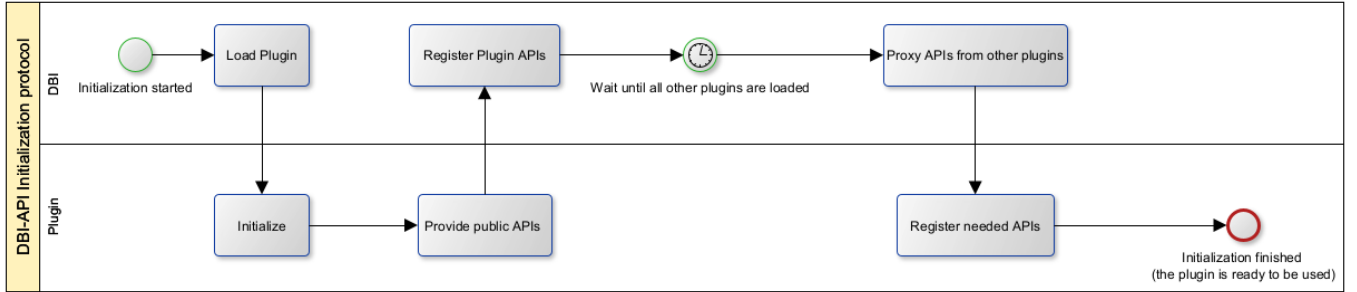 DBI-API Initialization protocol
DBI
Initialization started
Load Plugin
Register Plugin APIs
Wait until all other plugins are loaded
Proxy APIs from other plugins
Plugin
Initialize
Provide public APIs
Register needed APIs
Initialization finished
(the plugin is ready to be used)